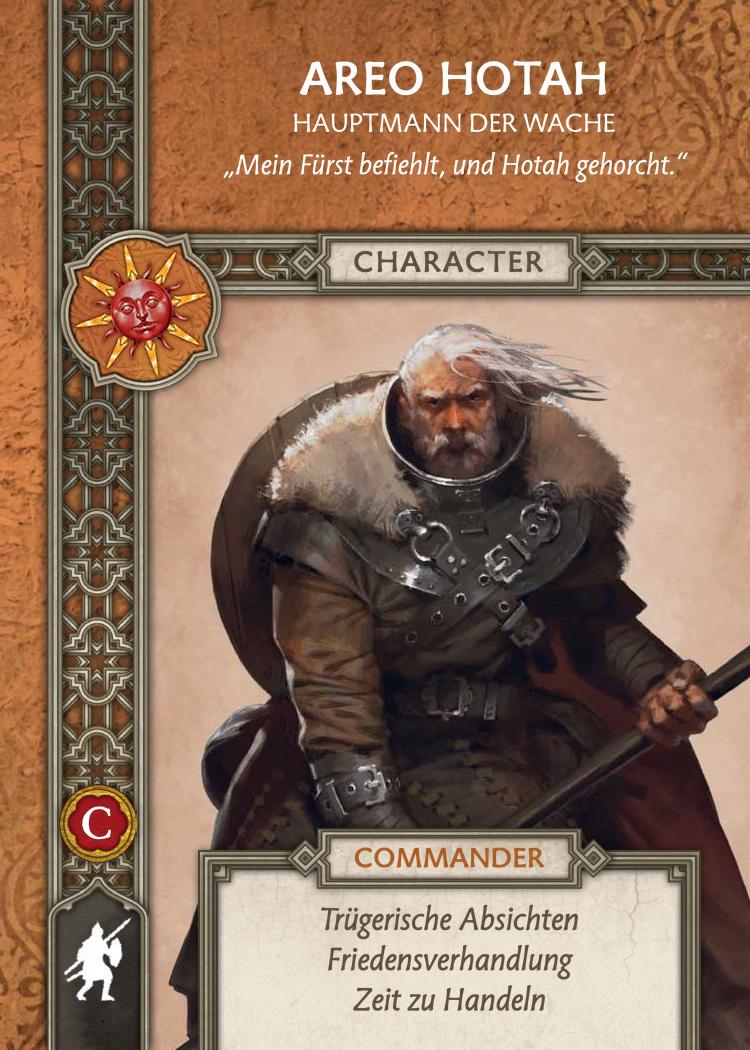 AREO HOTAH
HAUPTMANN DER WACHE
„Mein Fürst befiehlt, und Hotah gehorcht.“
CHARACTER
C
COMMANDER
Trügerische Absichten
Friedensverhandlung
Zeit zu Handeln